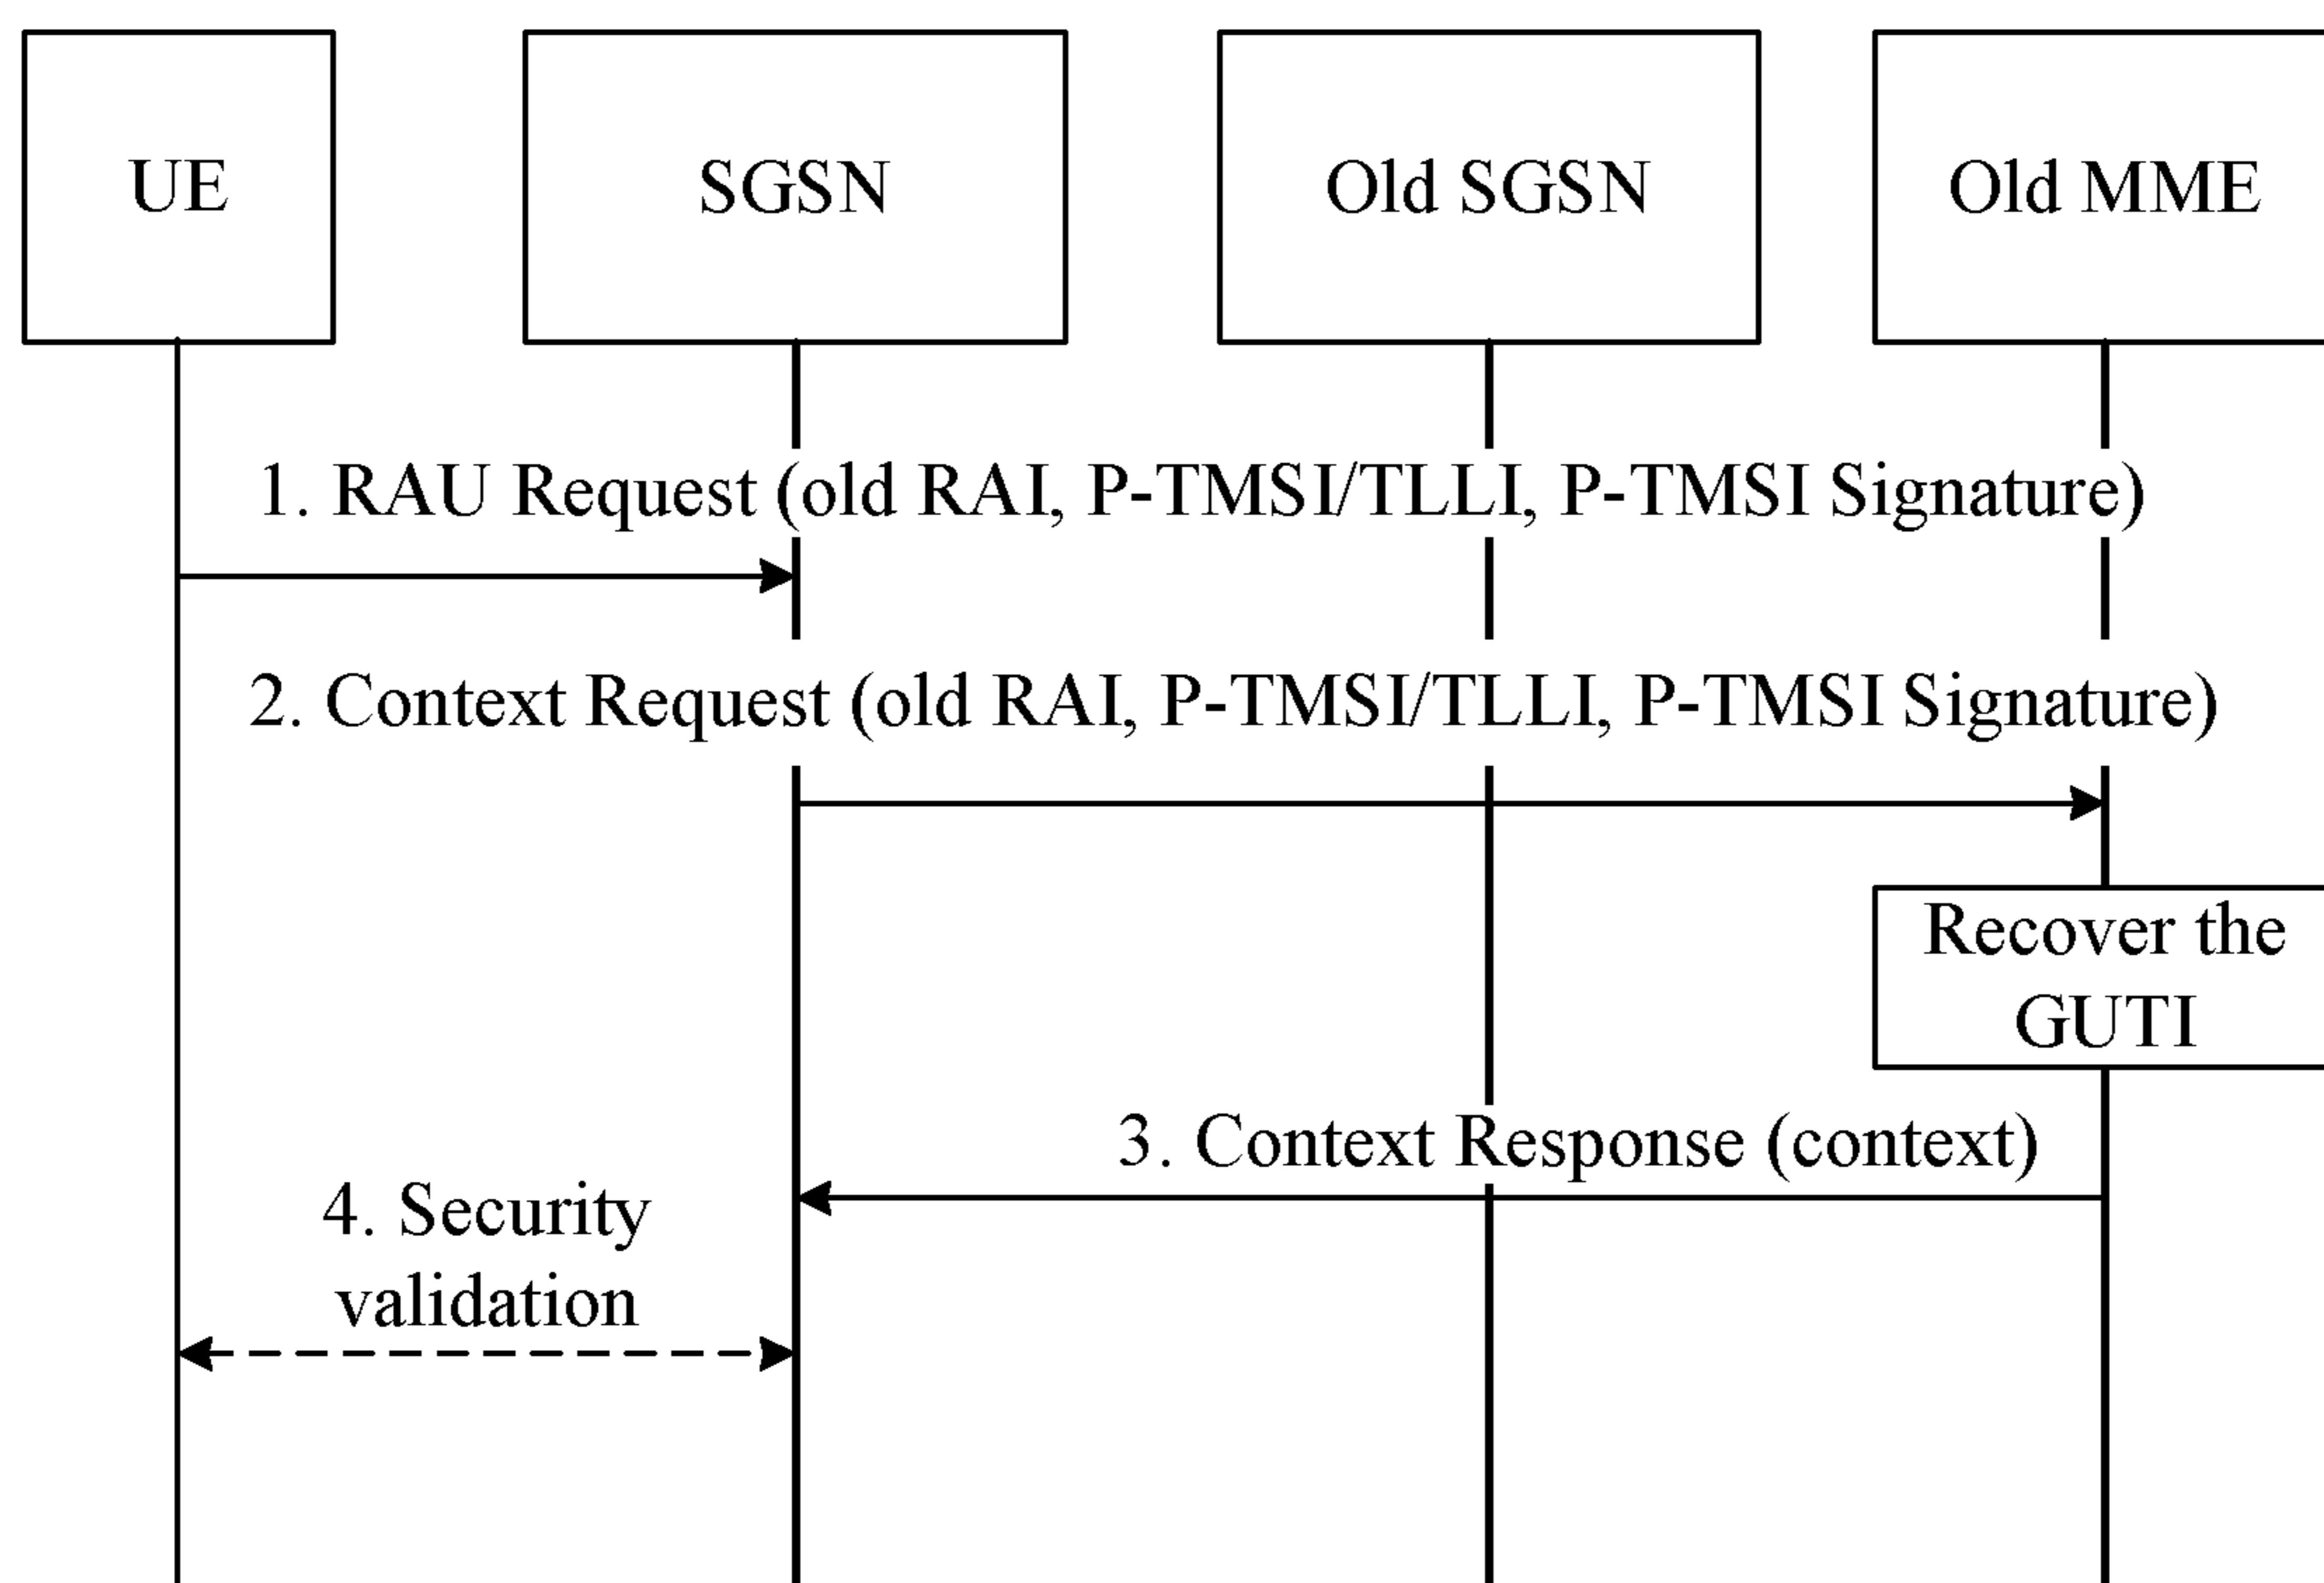 UE
SGSN
Old SGSN
Old MME
1. RAU Request (old RAI, P-TMSI/TLLI, P-TMSI Signature)
2. Context Request (old RAI, P-TMSI/TLLI, P-TMSI Signature)
Recover the
GUTI
3. Context Response (context)
4. Security
validation